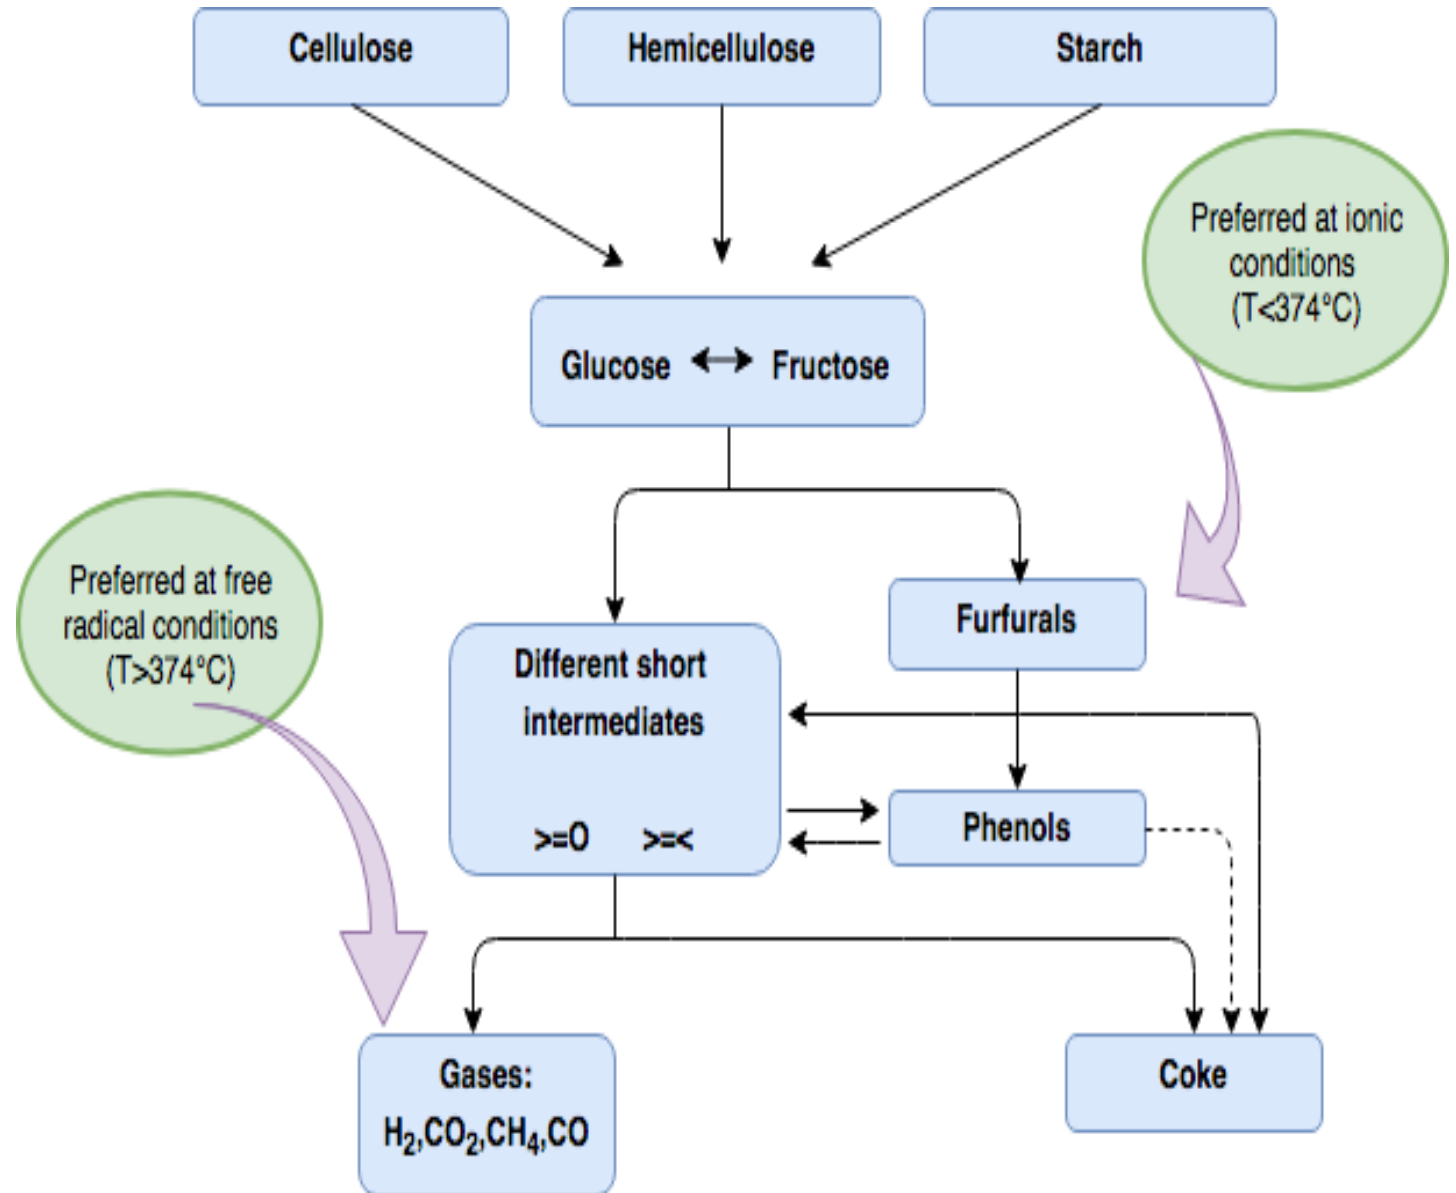 Cellulose
Hemicellulose
Starch
Preferred at ionic
conditions
(T<374°C)
Glucose
Fructose
Preferred at free
radical conditions
(T>374°C)
Furfurals
Different short
intermediates
>=O >=<
Phenols
Gases:
H₂,CO₂,CH₄,CO
Coke